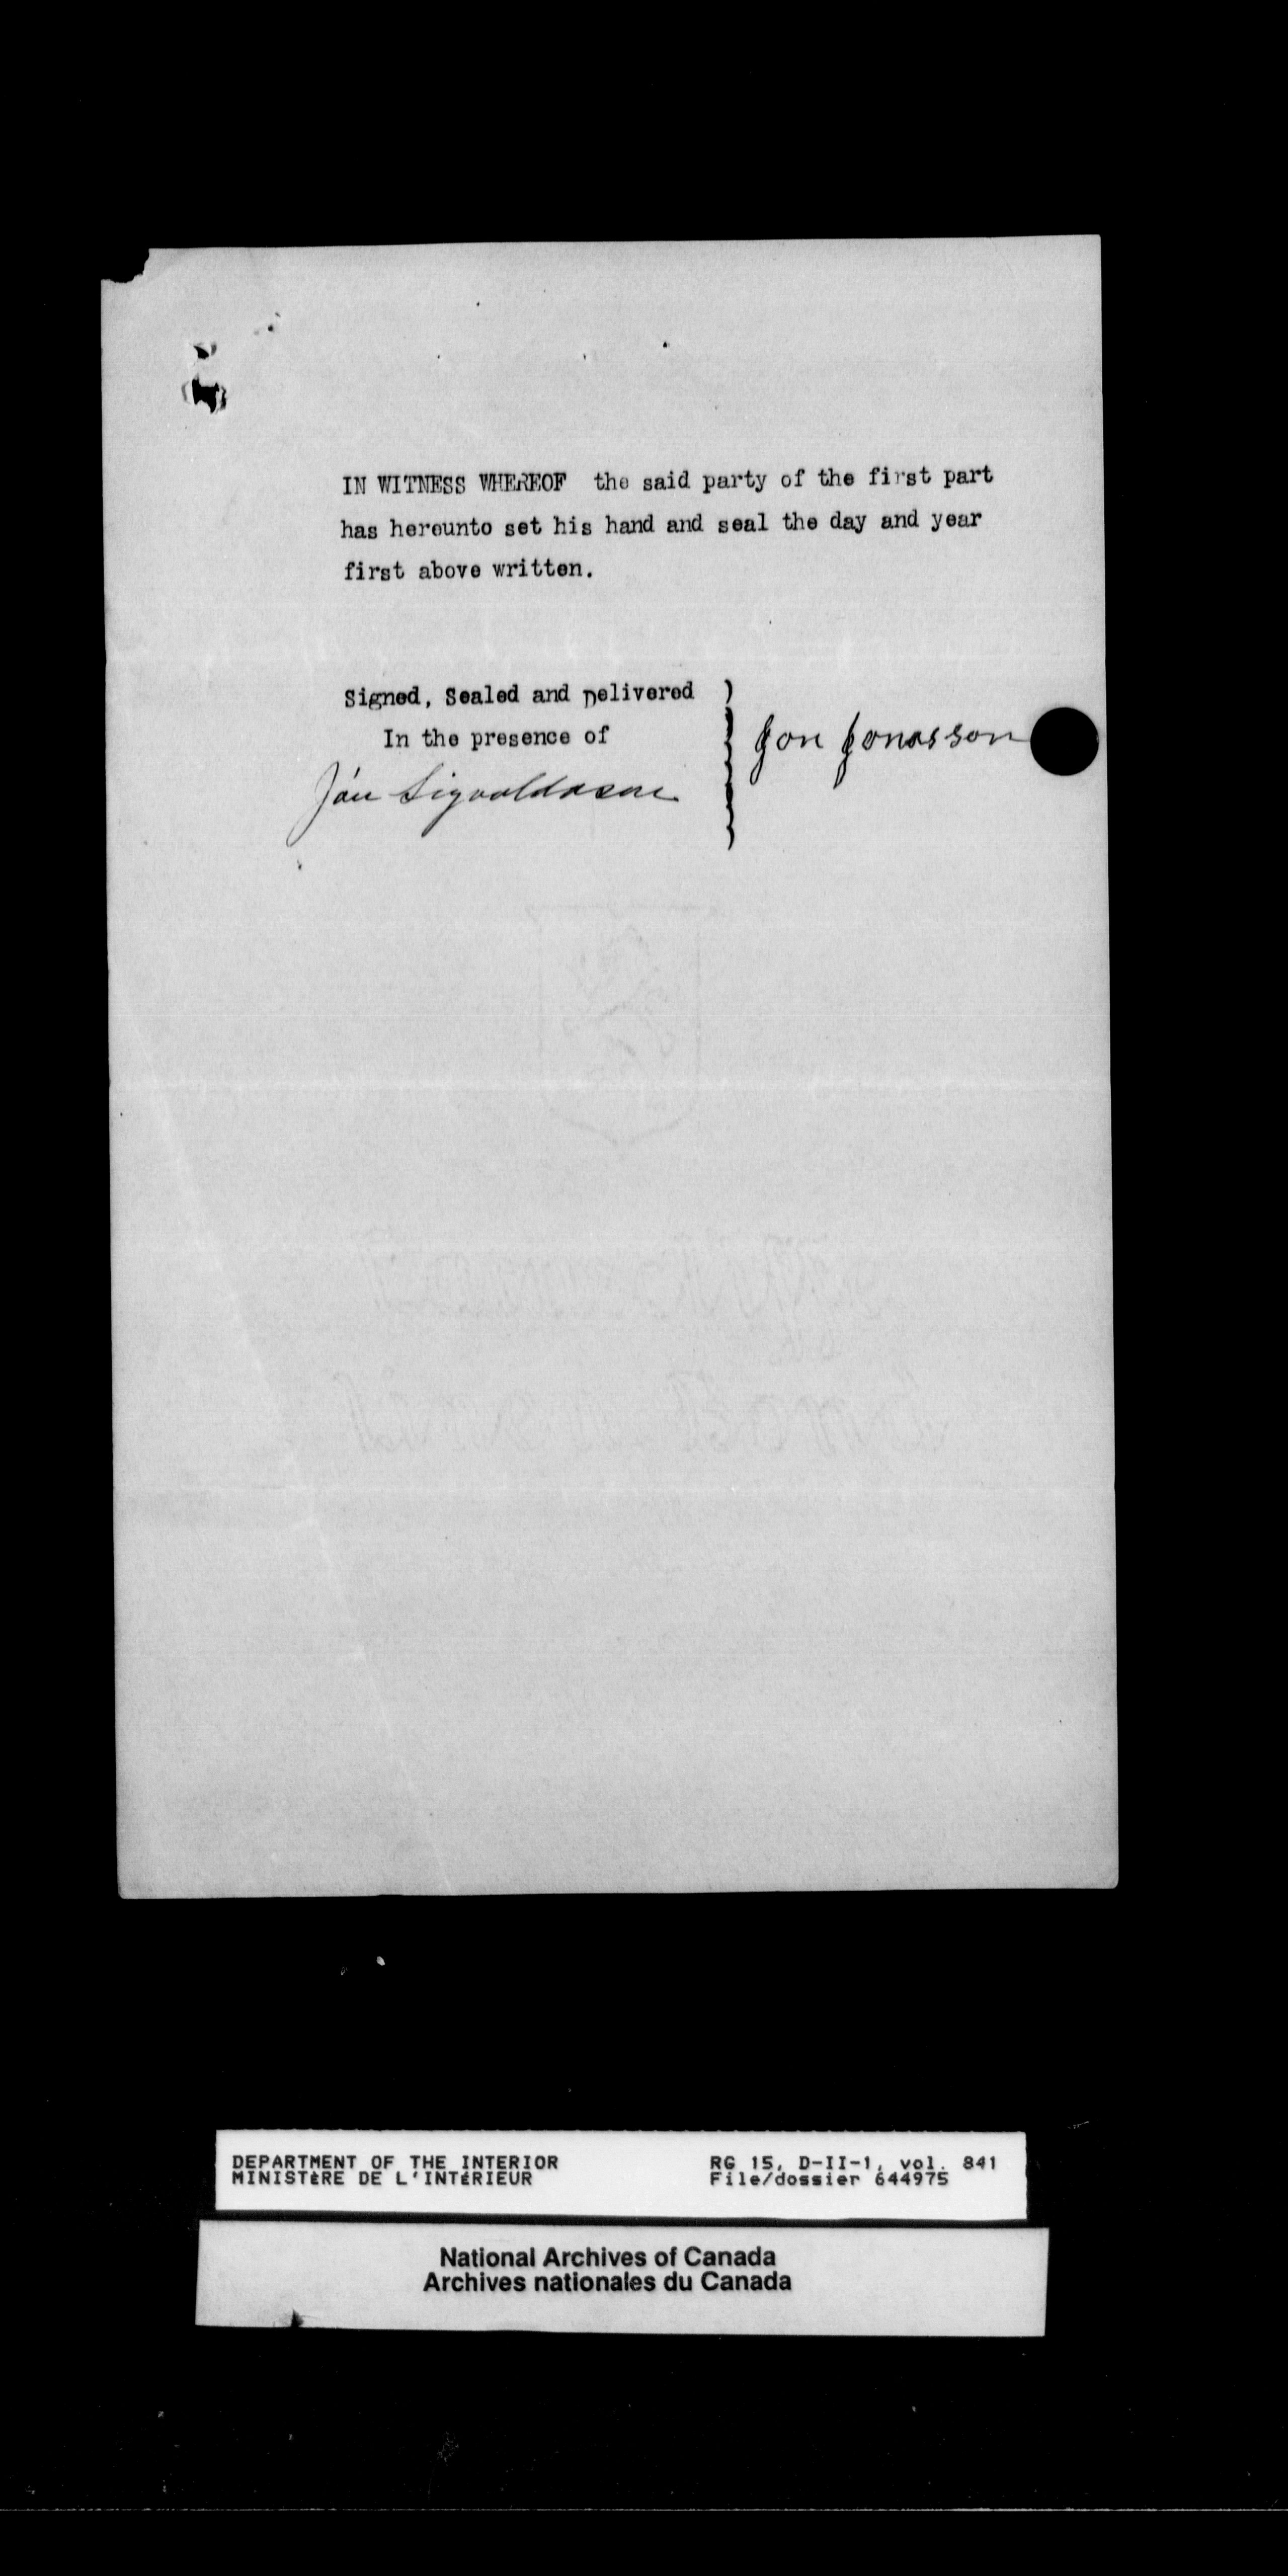 IN WITNESS WHEREOF the said party of the first part
has hereunto set his hand and seal the day and year
first above written.
Signed, Sealed and Delivered
In the presence of
Jón Sigvaldason
Jon Jonasson
DEPARTMENT OF THE INTERIOR
MINISTÈRE DE L'INTÉRIEUR
RG 15, D-II-1, vol. 841
File/dossier 644975
National Archives of Canada
Archives nationales du Canada